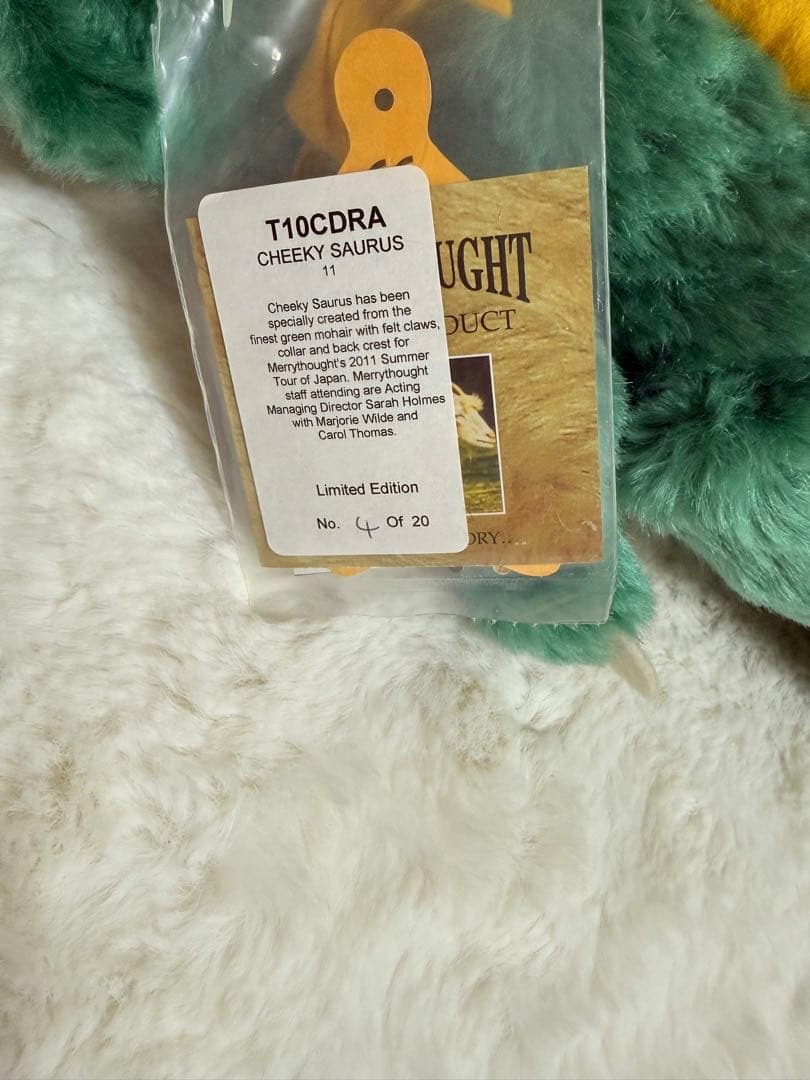 T10CDRA
CHEEKY SAURUS
11
Cheeky Saurus has been
specially created from the
finest green mohair with felt claws,
collar and back crest for
Merrythought's 2011 Summer
Tour of Japan. Merrythought
staff attending are Acting
Managing Director Sarah Holmes
with Marjorie Wilde and
Carol Thomas.
Limited Edition
No. 4 Of 20
UGHT
DUCT
ORY....